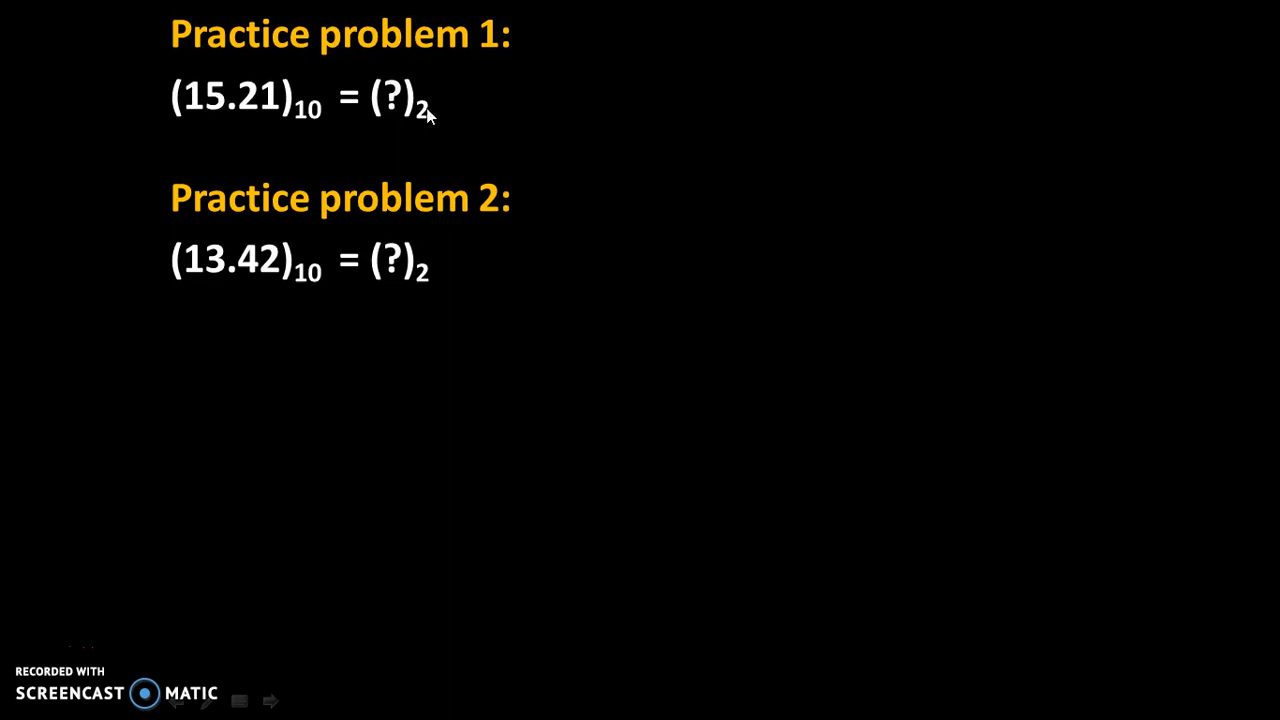 Practice problem 1:
(15.21)₁₀ = (?)₂
Practice problem 2:
(13.42)₁₀ = (?)₂
RECORDED WITH
SCREENCAST MATIC